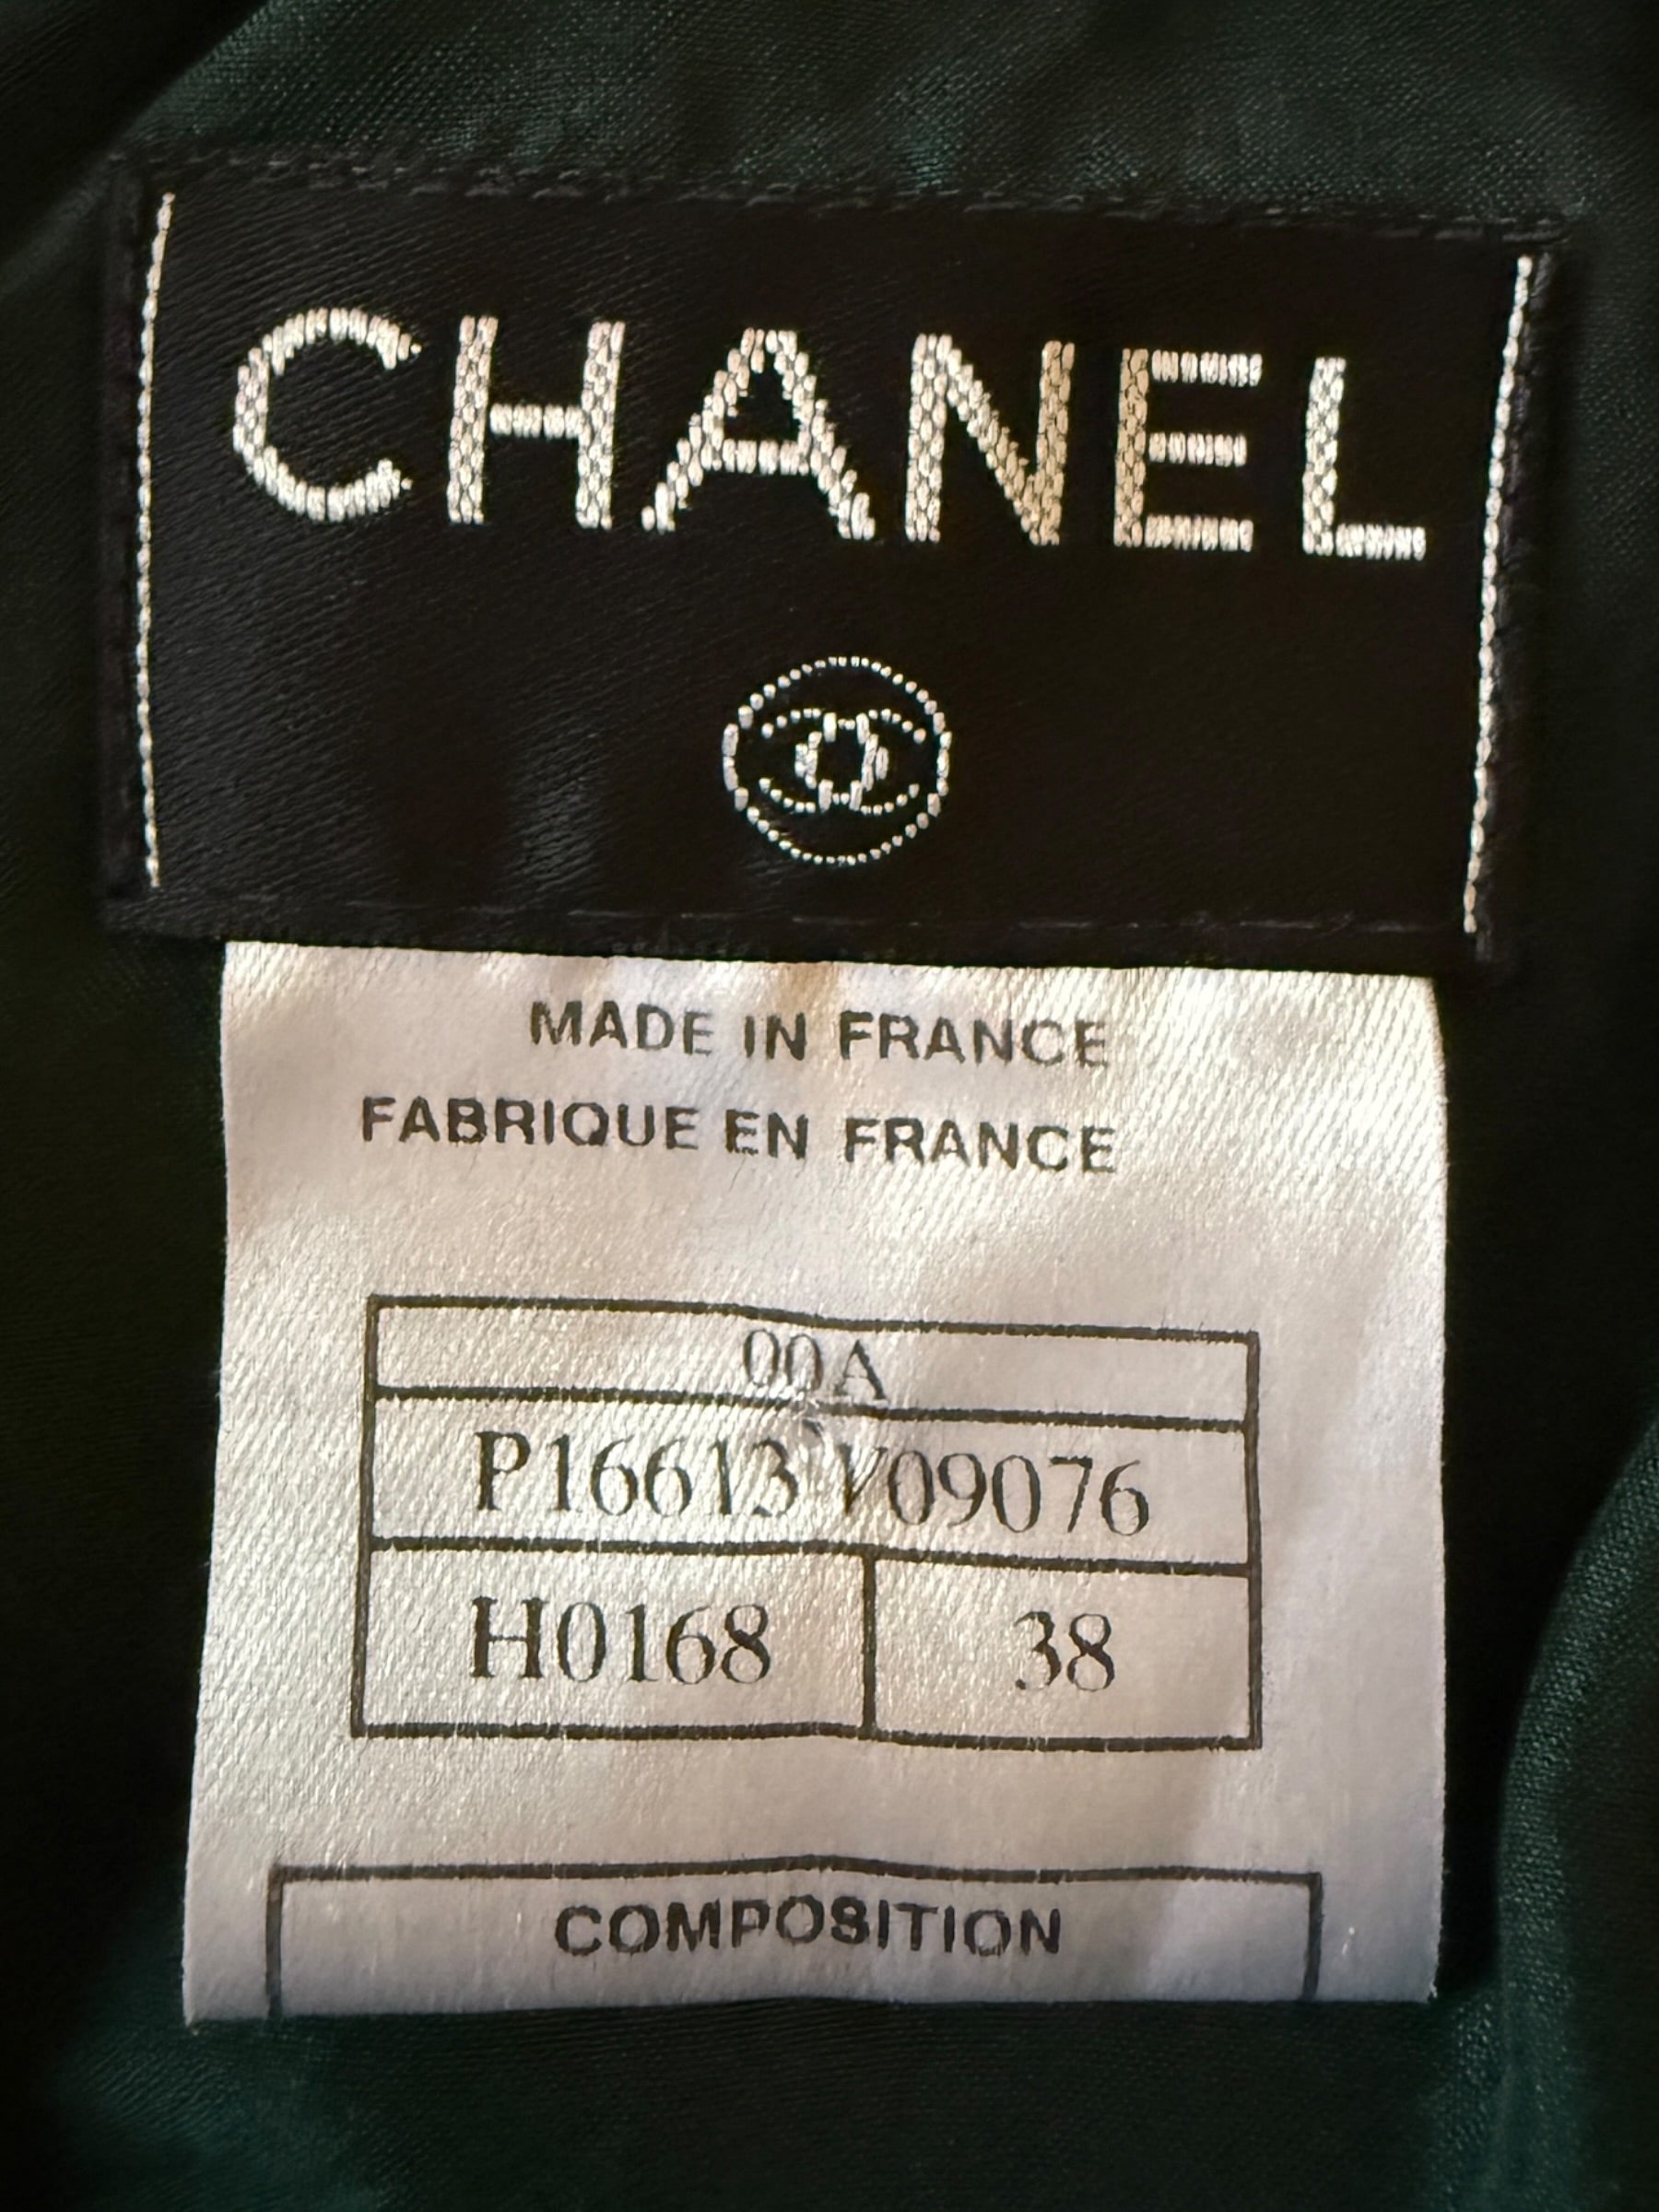 CHANEL
MADE IN FRANCE
FABRIQUE EN FRANCE
00A
P16613 V09076
H0168 38
COMPOSITION